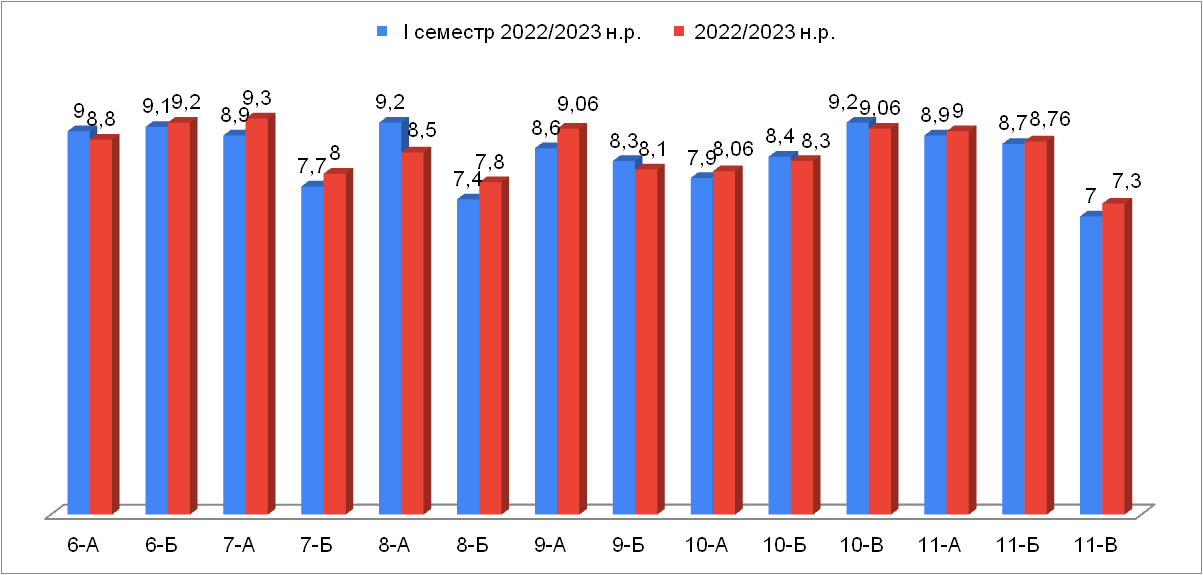 І семестр 2022/2023 н.р. 2022/2023 н.р.
9 8,8 9,1 9,2 8,9 9,3 7,7 8 9,2 8,5 7,4 7,8 8,6 9,06 8,3 8,1 7,9 8,06 8,4 8,3 9,2 9,06 8,9 9 8,7 8,76 7 7,3
6-А 6-Б 7-А 7-Б 8-А 8-Б 9-А 9-Б 10-А 10-Б 10-В 11-А 11-Б 11-В